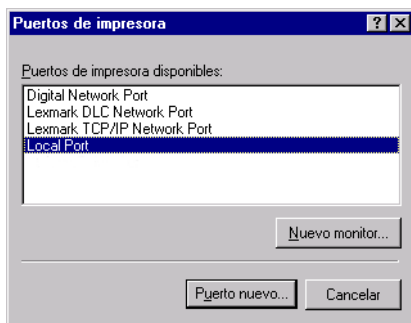 Puertos de impresora
Puertos de impresora disponibles:
Digital Network Port
Lexmark DLC Network Port
Lexmark TCP/IP Network Port
Local Port
Nuevo monitor...
Puerto nuevo...
Cancelar